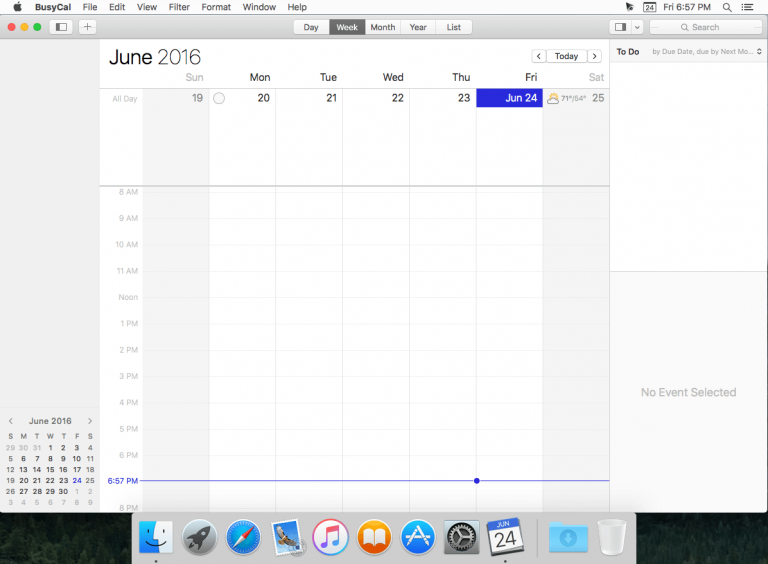 BusyCal File Edit View Filter Format Window Help 24 Fri 6:57 PM
Day Week Month Year List Search
June 2016 Today
To Do by Due Date, due by Next Mo...
Sun Mon Tue Wed Thu Fri Sat
All Day 19 20 21 22 23 Jun 24 71°/54° 25
8 AM
9 AM
10 AM
11 AM
Noon
1 PM
2 PM
3 PM
No Event Selected
4 PM
5 PM
6 PM
6:57 PM
8 PM
June 2016
S M T W T F S
29 30 31 1 2 3 4
5 6 7 8 9 10 11
12 13 14 15 16 17 18
19 20 21 22 23 24 25
26 27 28 29 30 1 2
3 4 5 6 7 8 9
JUN
24